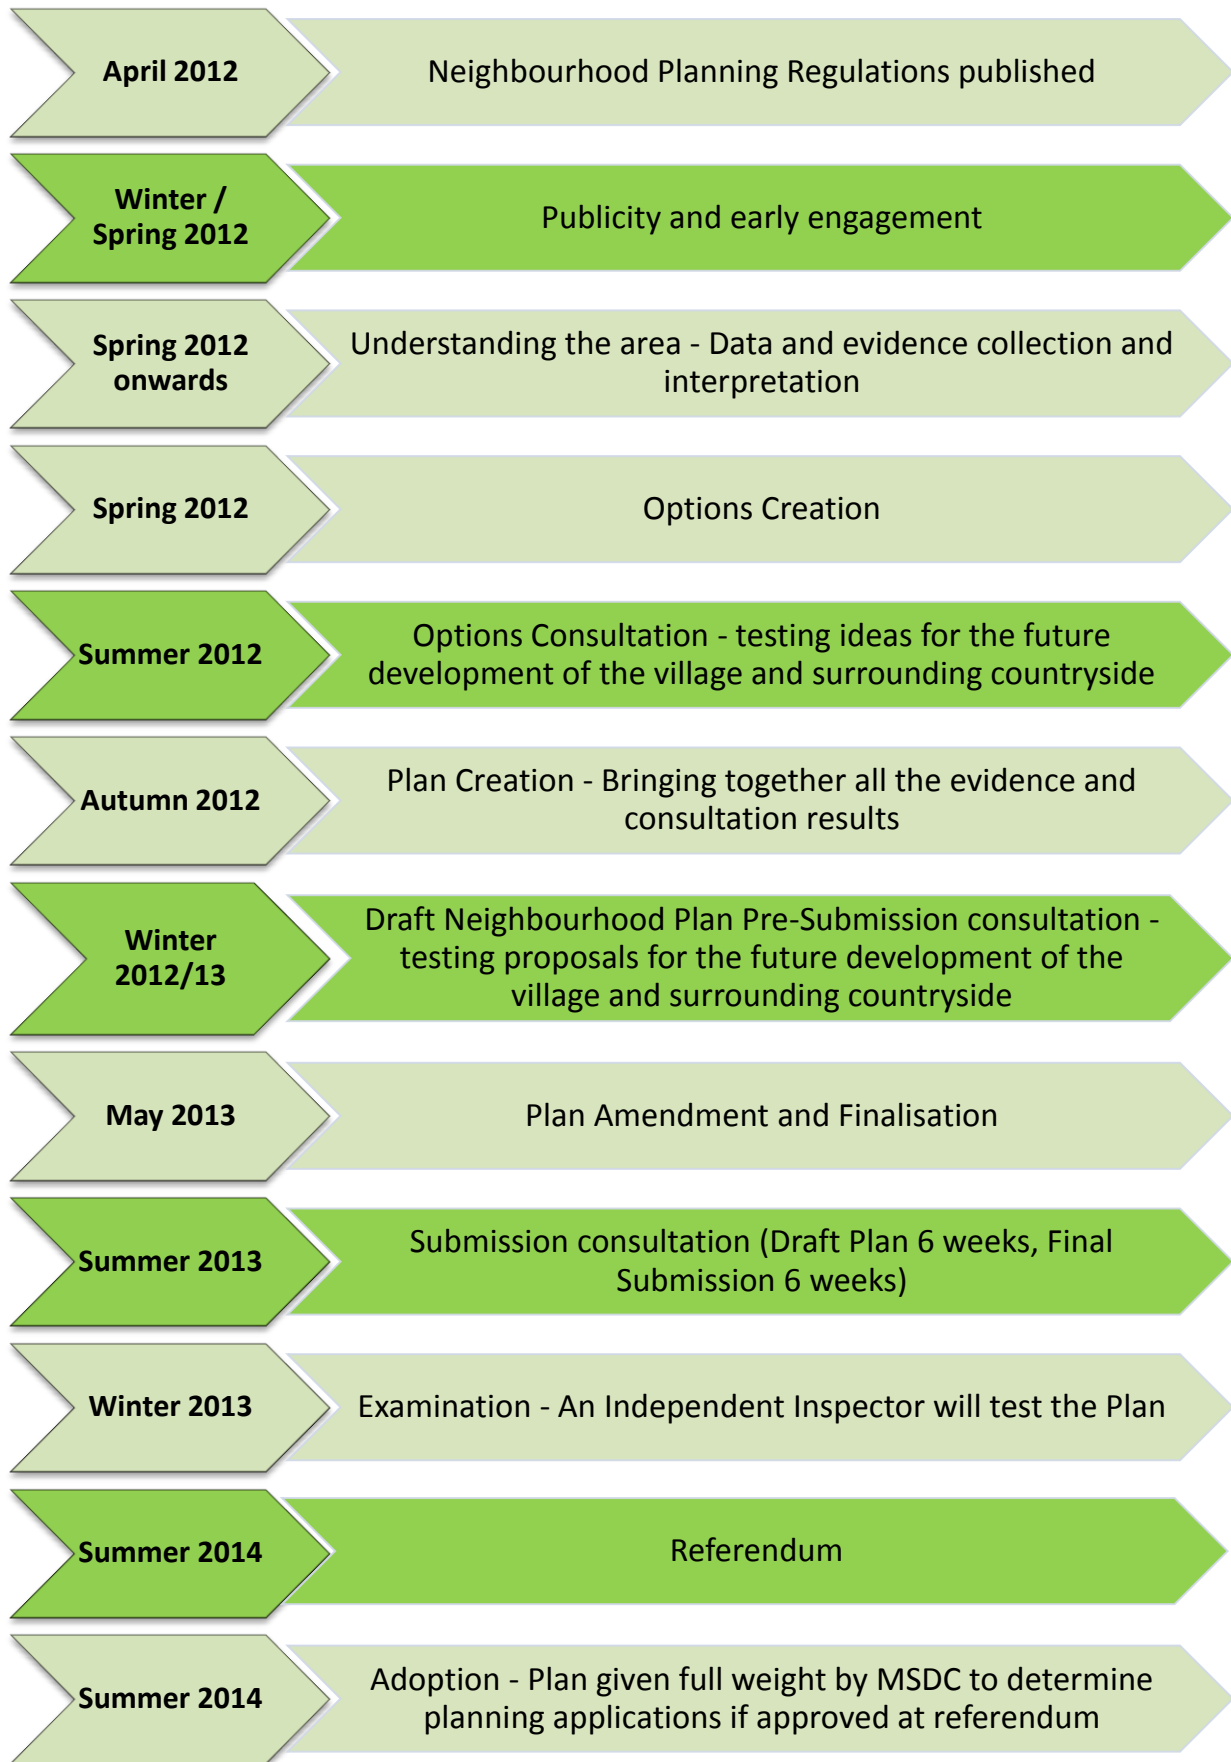 April 2012
Neighbourhood Planning Regulations published
Winter /
Spring 2012
Publicity and early engagement
Spring 2012
onwards
Understanding the area - Data and evidence collection and
interpretation
Spring 2012
Options Creation
Summer 2012
Options Consultation - testing ideas for the future
development of the village and surrounding countryside
Autumn 2012
Plan Creation - Bringing together all the evidence and
consultation results
Winter
2012/13
Draft Neighbourhood Plan Pre-Submission consultation -
testing proposals for the future development of the
village and surrounding countryside
May 2013
Plan Amendment and Finalisation
Summer 2013
Submission consultation (Draft Plan 6 weeks, Final
Submission 6 weeks)
Winter 2013
Examination - An Independent Inspector will test the Plan
Summer 2014
Referendum
Summer 2014
Adoption - Plan given full weight by MSDC to determine
planning applications if approved at referendum